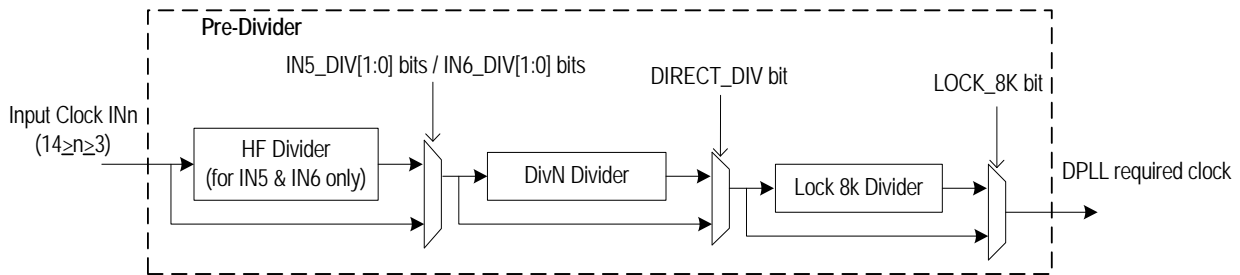 Pre-Divider
IN5_DIV[1:0] bits / IN6_DIV[1:0] bits
DIRECT_DIV bit
LOCK_8K bit
Input Clock INn
(14≥n≥3)
HF Divider
(for IN5 & IN6 only)
DivN Divider
Lock 8k Divider
DPLL required clock